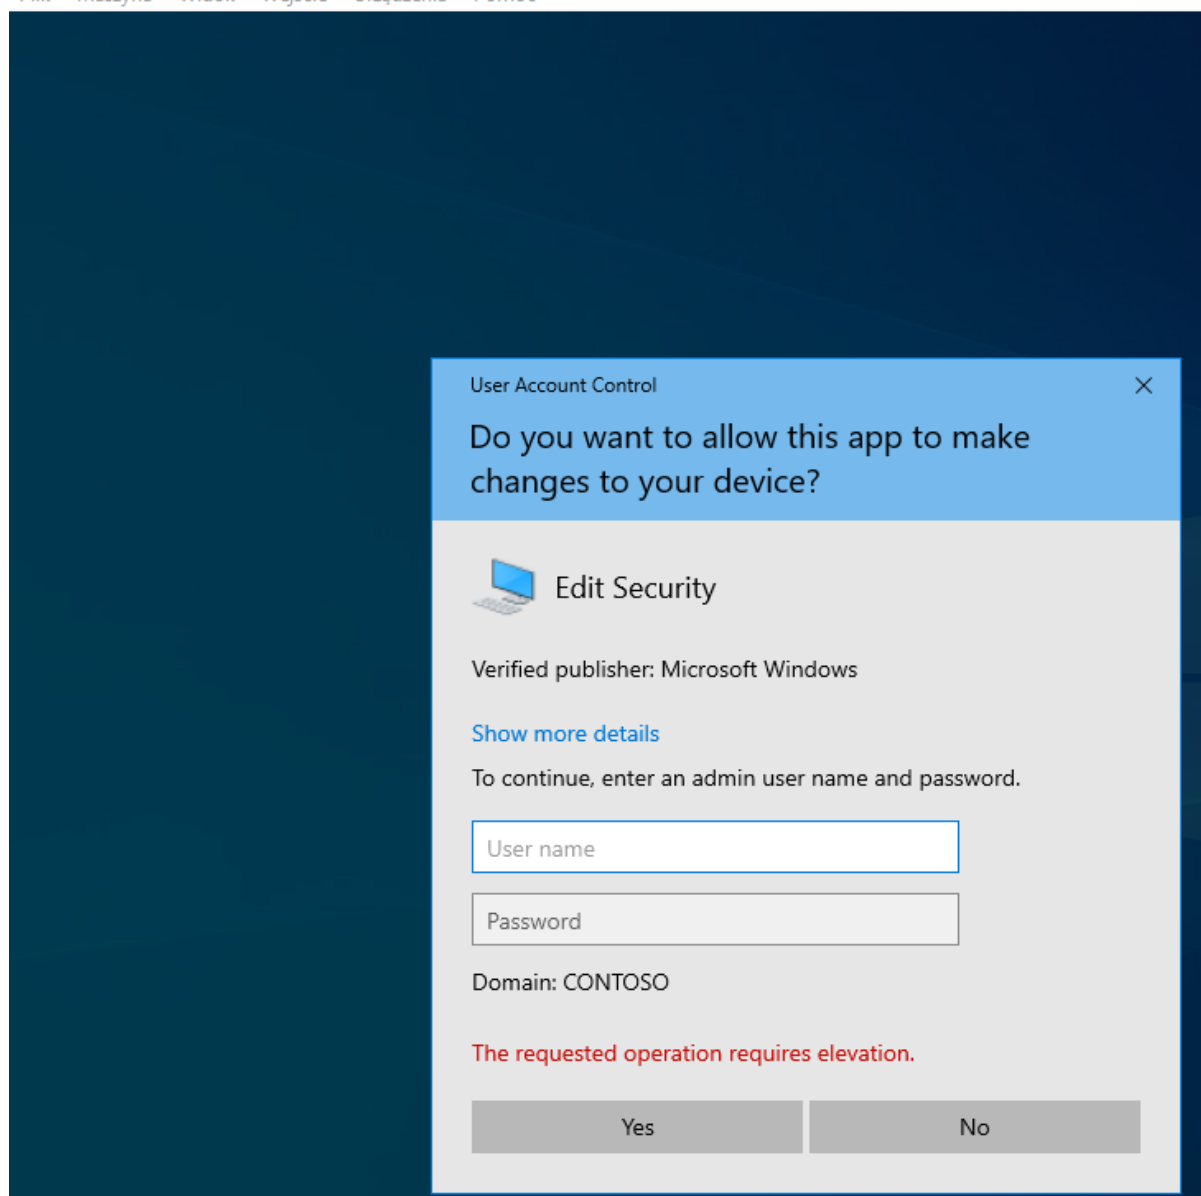 User Account Control
Do you want to allow this app to make
changes to your device?
Edit Security
Verified publisher: Microsoft Windows
Show more details
To continue, enter an admin user name and password.
User name
Password
Domain: CONTOSO
The requested operation requires elevation.
Yes
No